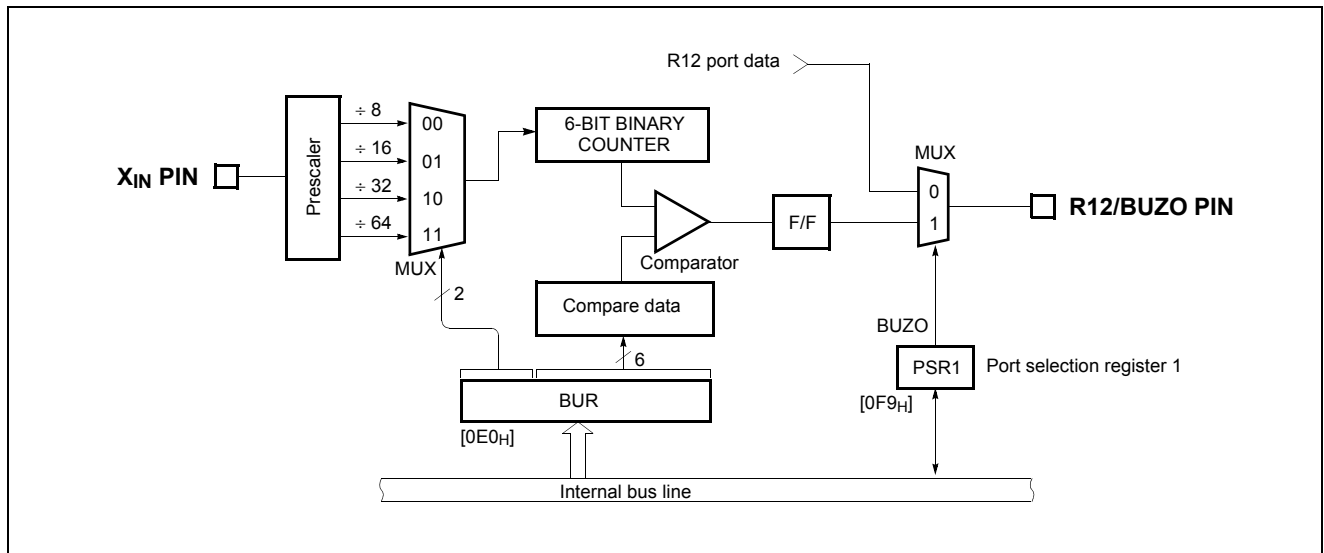 R12 port data
÷ 8
÷ 16
÷ 32
÷ 64
00
01
10
11
6-BIT BINARY
COUNTER
MUX
XIN PIN
Prescaler
0
1
R12/BUZO PIN
F/F
Comparator
MUX
2
Compare data
BUZO
6
PSR1
Port selection register 1
BUR
[0F9H]
[0E0H]
Internal bus line